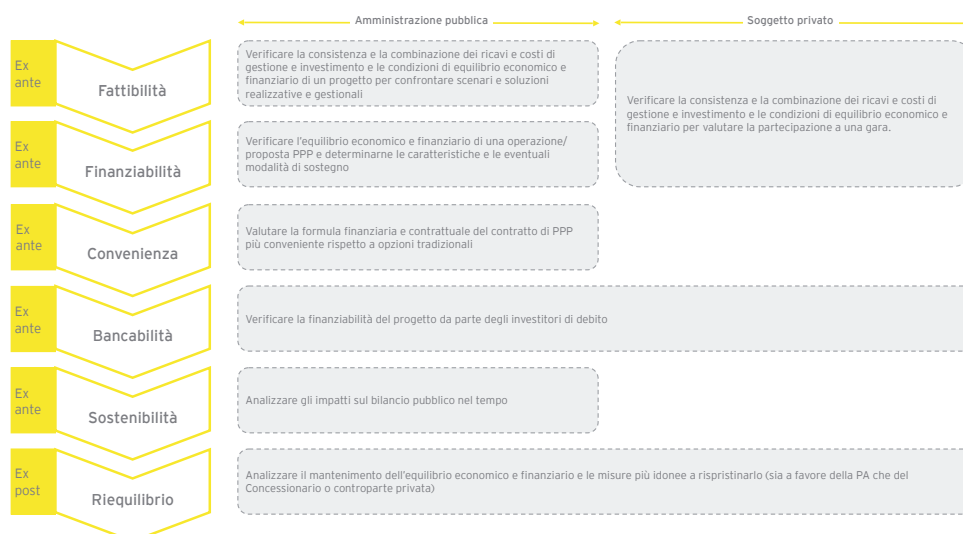 Amministrazione pubblica
Soggetto privato
Ex
ante
Fattibilità
Verificare la consistenza e la combinazione dei ricavi e costi di
gestione e investimento e le condizioni di equilibrio economico e
finanziario di un progetto per confrontare scenari e soluzioni
realizzative e gestionali
Verificare la consistenza e la combinazione dei ricavi e costi di
gestione e investimento e le condizioni di equilibrio economico e
finanziario per valutare la partecipazione a una gara.
Ex
ante
Finanziabilità
Verificare l'equilibrio economico e finanziario di una operazione/
proposta PPP e determinarne le caratteristiche e le eventuali
modalità di sostegno
Ex
ante
Convenienza
Valutare la formula finanziaria e contrattuale del contratto di PPP
più conveniente rispetto a opzioni tradizionali
Ex
ante
Bancabilità
Verificare la finanziabilità del progetto da parte degli investitori di debito
Ex
ante
Sostenibilità
Analizzare gli impatti sul bilancio pubblico nel tempo
Ex
post
Riequilibrio
Analizzare il mantenimento dell'equilibrio economico e finanziario e le misure più idonee a rispristinarlo (sia a favore della PA che del
Concessionario o controparte privata)